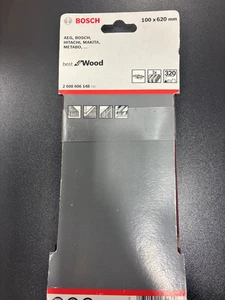 BOSCH
100 x 620 mm
AEG, BOSCH,
HITACHI, MAKITA,
METABO, ...
best for Wood
320
2 608 606 148